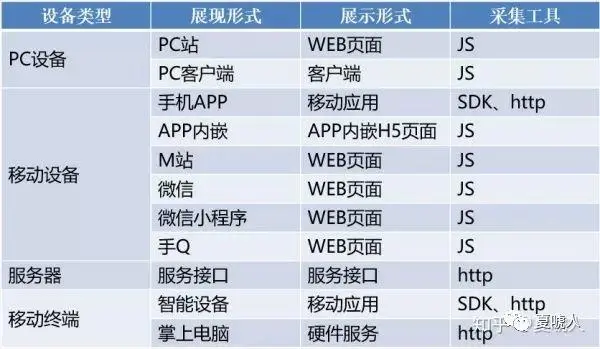 设备类型 展现形式 展示形式 采集工具
PC设备 PC站 WEB页面 JS
PC客户端 客户端 JS
移动设备 手机APP 移动应用 SDK、http
APP内嵌 APP内嵌H5页面 JS
M站 WEB页面 JS
微信 WEB页面 JS
微信小程序 WEB页面 JS
手Q WEB页面 JS
服务器 服务接口 服务接口 http
移动终端 智能设备 移动应用 SDK、http
掌上电脑 硬件服务 http
知乎 @夏唬人
夏唬人